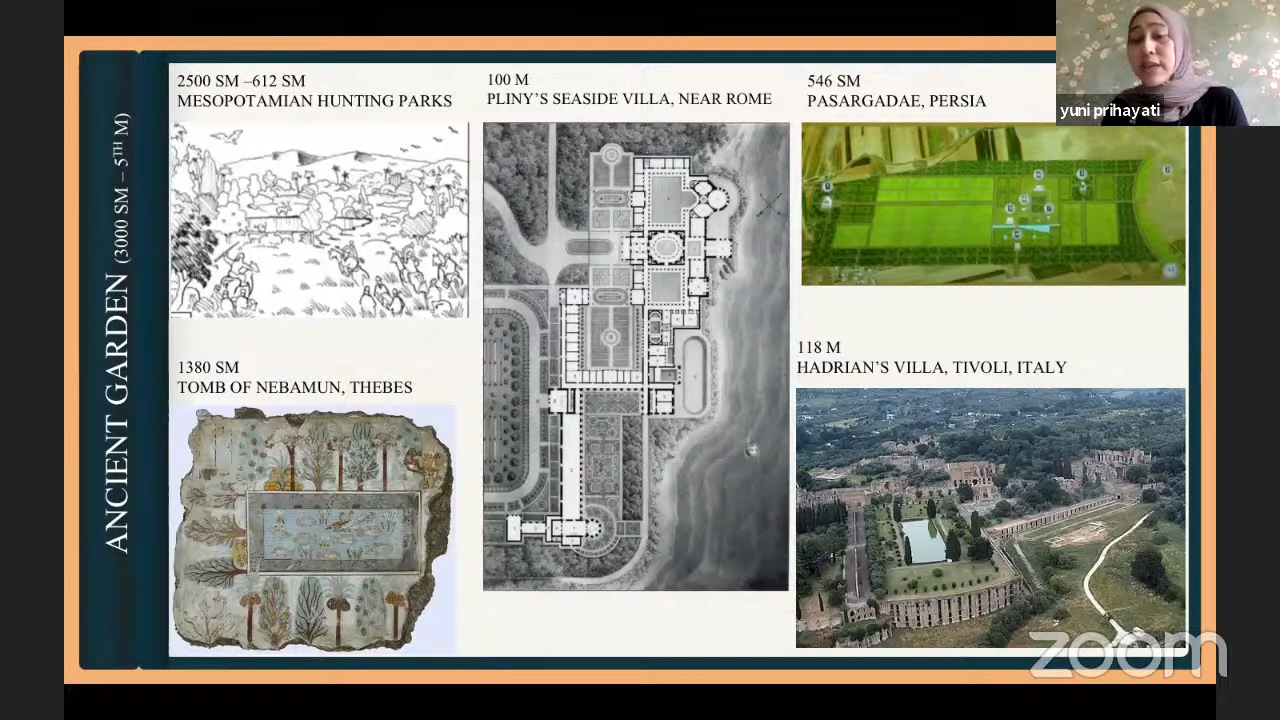 ANCIENT GARDEN (3000 SM – 5TH M)
2500 SM –612 SM
MESOPOTAMIAN HUNTING PARKS
1380 SM
TOMB OF NEBAMUN, THEBES
100 M
PLINY'S SEASIDE VILLA, NEAR ROME
546 SM
PASARGADAE, PERSIA
118 M
HADRIAN'S VILLA, TIVOLI, ITALY
yuni prihayati
zoom